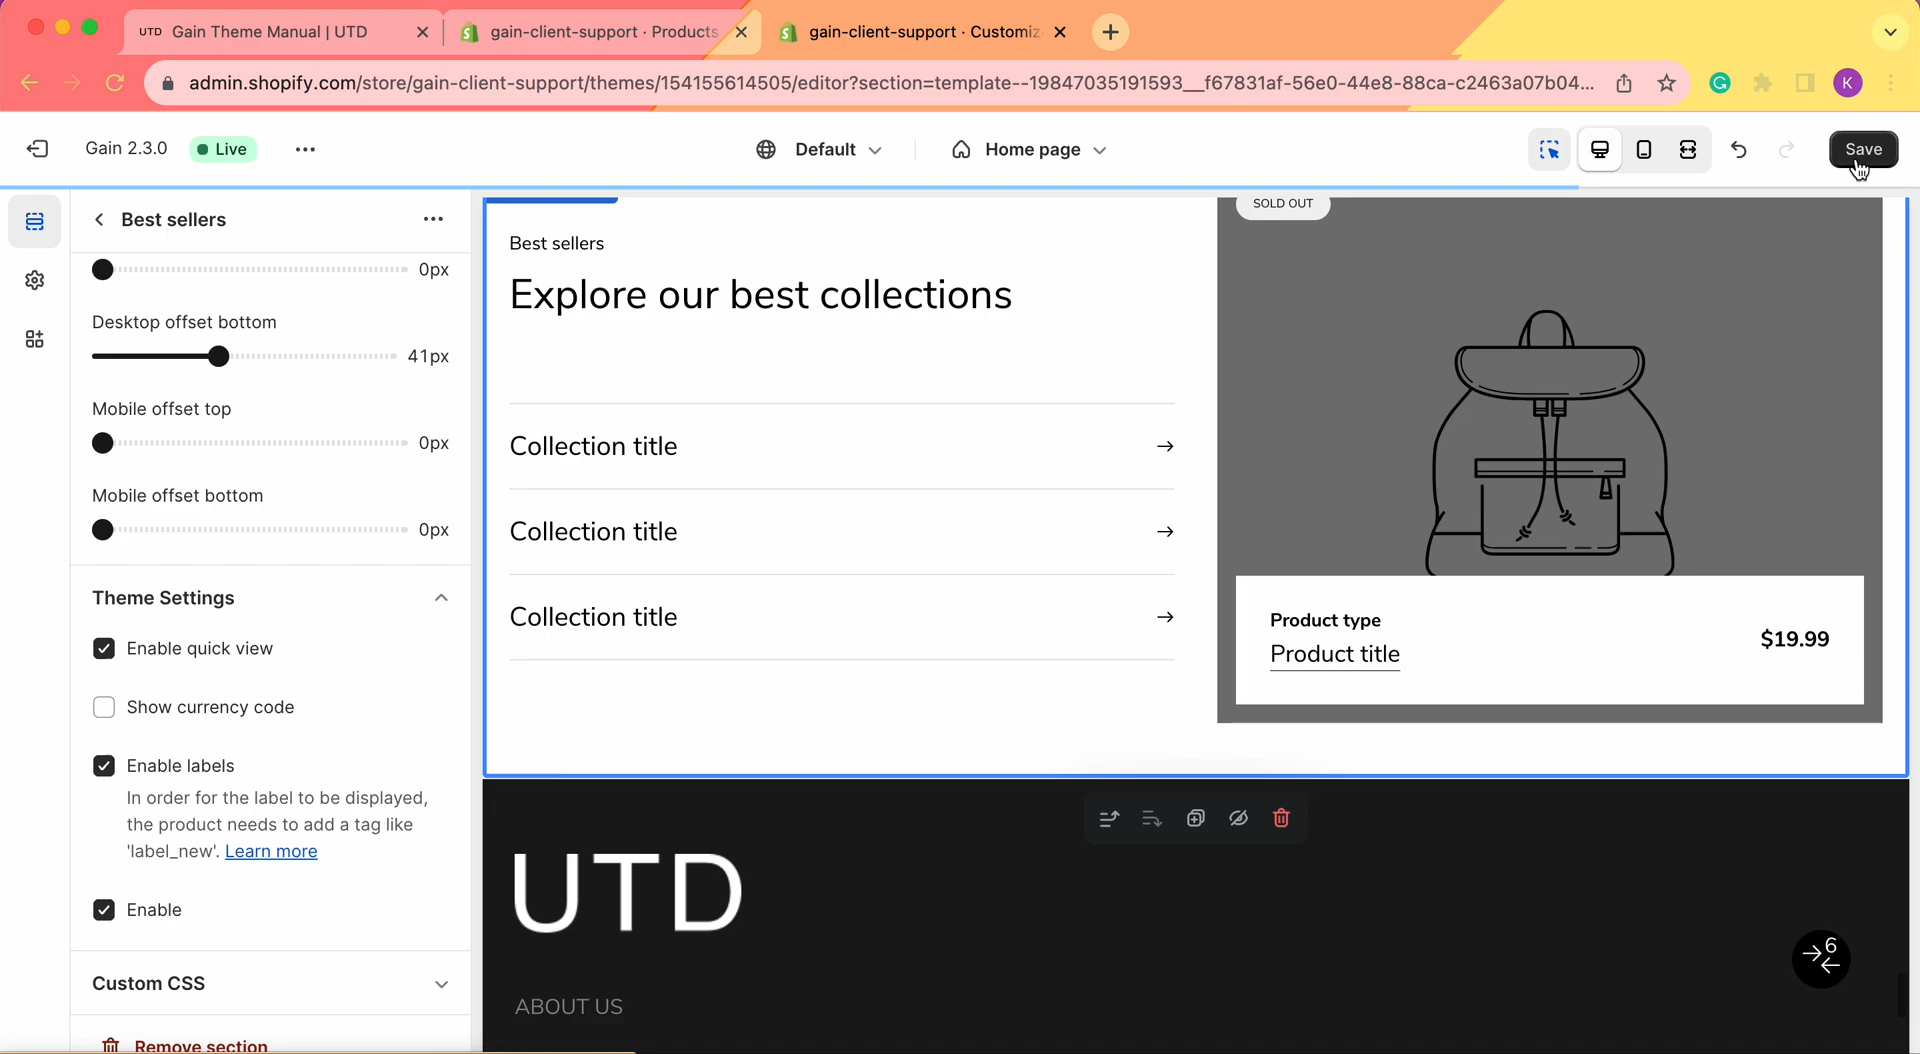 UTD Gain Theme Manual | UTD
gain-client-support · Products
gain-client-support · Customiz
admin.shopify.com/store/gain-client-support/themes/154155614505/editor?section=template--19847035191593__f67831af-56e0-44e8-88ca-c2463a07b04...
K
Gain 2.3.0
Live
Default
Home page
Save
Best sellers
0px
Desktop offset bottom
41px
Mobile offset top
0px
Mobile offset bottom
0px
Theme Settings
Enable quick view
Show currency code
Enable labels
In order for the label to be displayed,
the product needs to add a tag like
'label_new'. Learn more
Enable
Custom CSS
Remove section
Best sellers
Explore our best collections
Collection title
Collection title
Collection title
SOLD OUT
Product type
Product title
$19.99
UTD
ABOUT US
6